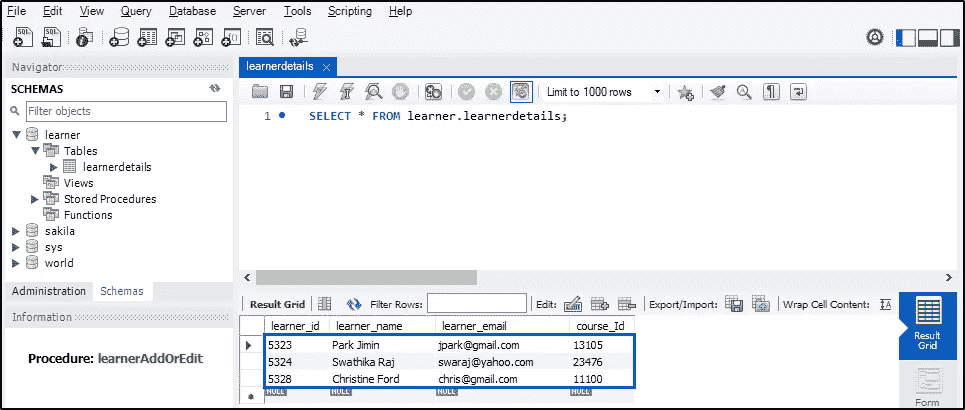 File Edit View Query Database Server Tools Scripting Help
Navigator
SCHEMAS
Filter objects
learner
Tables
learnerdetails
Views
Stored Procedures
Functions
sakila
sys
world
Administration Schemas
Information
Procedure: learnerAddOrEdit
learnerdetails
Limit to 1000 rows
1 SELECT * FROM learner.learnerdetails;
Result Grid Filter Rows: Edit: Export/Import: Wrap Cell Content:
learner_id learner_name learner_email course_Id
5323 Park Jimin jpark@gmail.com 13105
5324 Swathika Raj swaraj@yahoo.com 23476
5328 Christine Ford chris@gmail.com 11100
NULL NULL NULL NULL
Result
Grid
Form